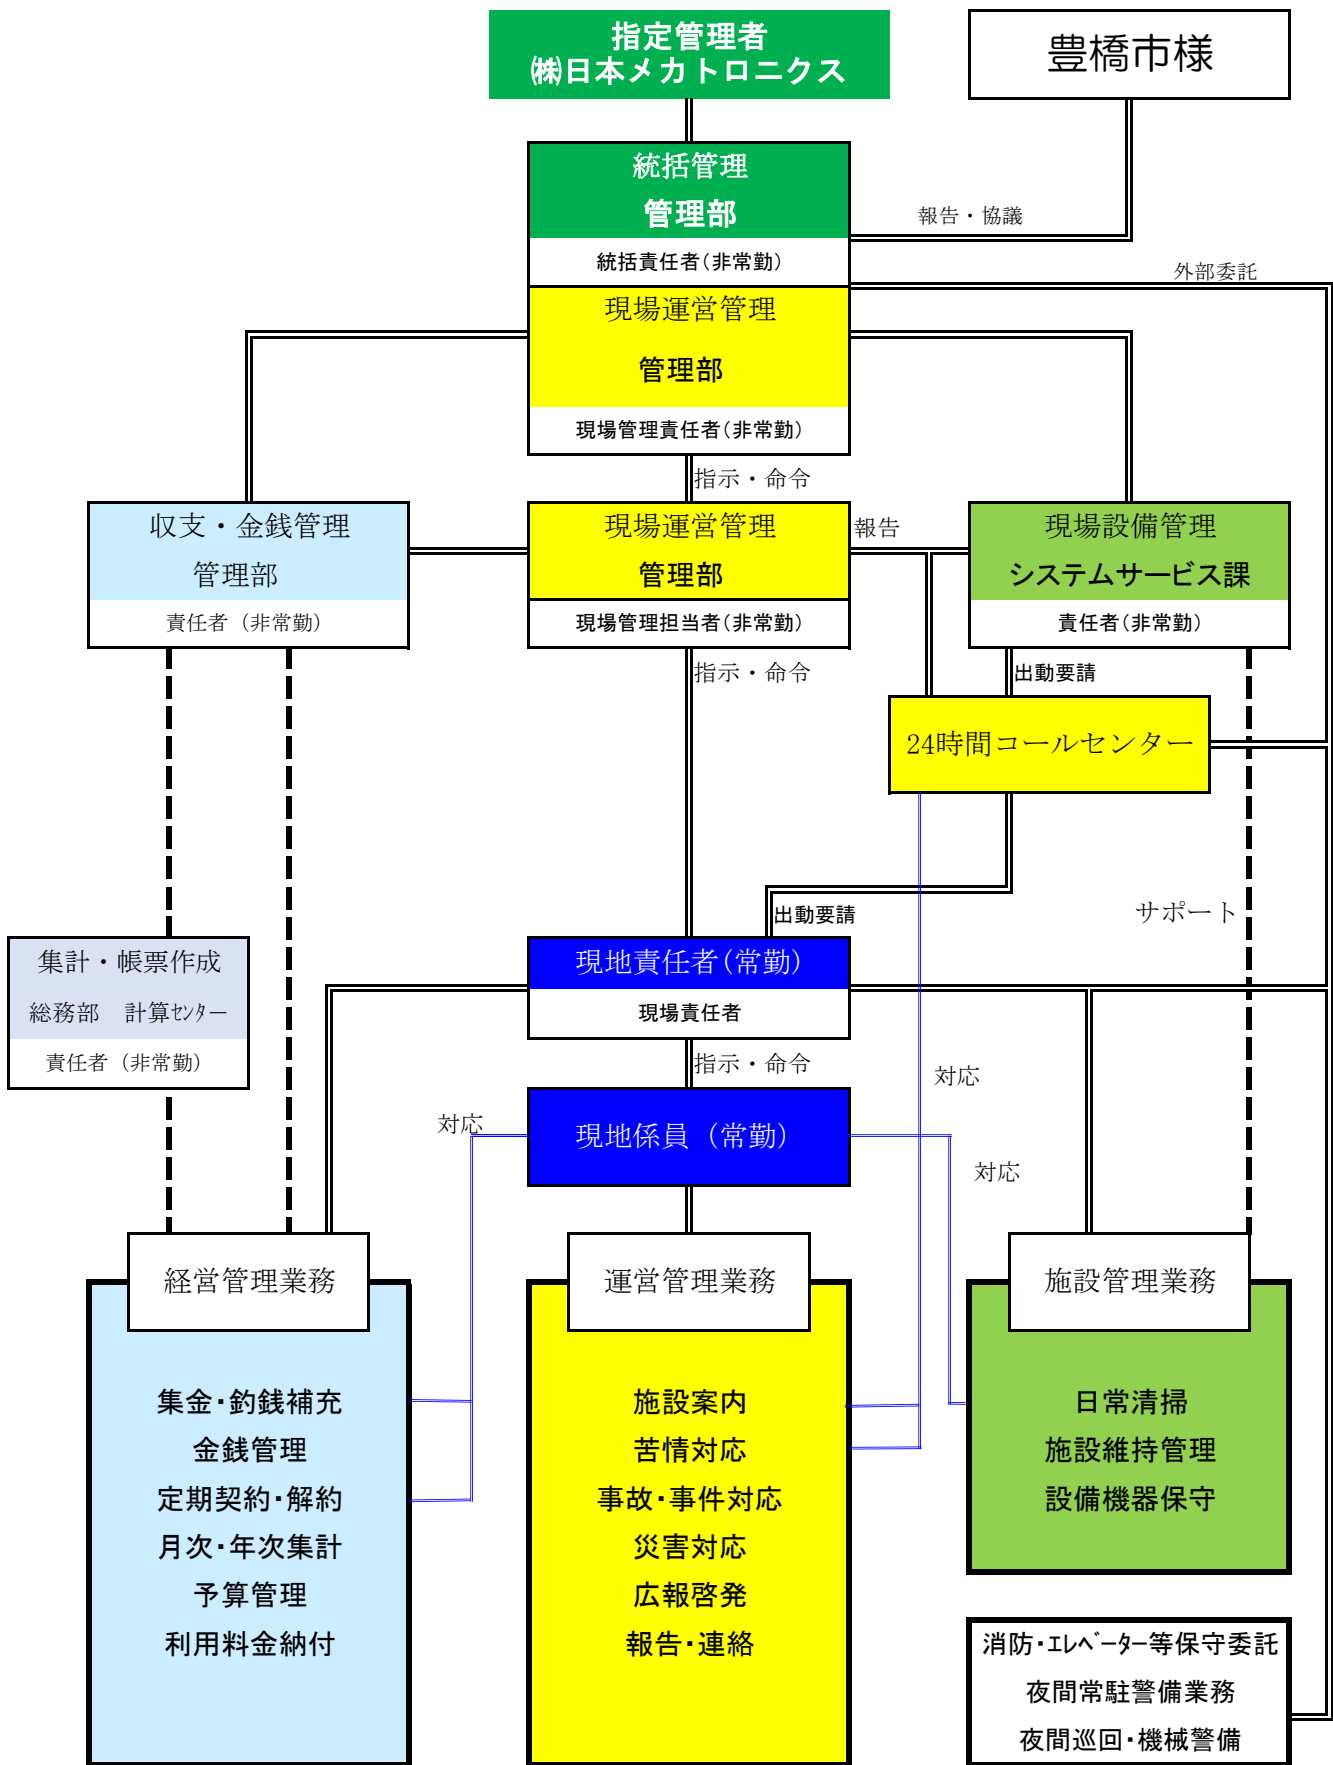 指定管理者
㈱日本メカトロニクス
豊橋市様
統括管理
管理部
統括責任者(非常勤)
報告・協議
外部委託
現場運営管理
管理部
現場管理責任者(非常勤)
指示・命令
収支・金銭管理
管理部
責任者（非常勤）
現場運営管理
管理部
現場管理担当者(非常勤)
報告
現場設備管理
システムサービス課
責任者(非常勤)
指示・命令
出動要請
24時間コールセンター
出動要請
サポート
集計・帳票作成
総務部　計算ｾﾝﾀｰ
責任者（非常勤）
現地責任者(常勤)
現場責任者
指示・命令
対応
対応
現地係員（常勤）
対応
経営管理業務
集金・釣銭補充
金銭管理
定期契約・解約
月次・年次集計
予算管理
利用料金納付
運営管理業務
施設案内
苦情対応
事故・事件対応
災害対応
広報啓発
報告・連絡
施設管理業務
日常清掃
施設維持管理
設備機器保守
消防・ｴﾚﾍﾞｰﾀｰ等保守委託
夜間常駐警備業務
夜間巡回・機械警備